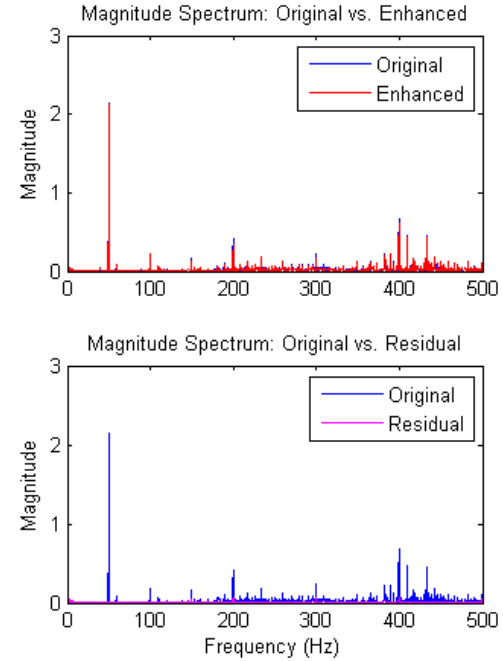 Magnitude Spectrum: Original vs. Enhanced
3
2
1
0
Magnitude
Original
Enhanced
0 100 200 300 400 500
Magnitude Spectrum: Original vs. Residual
3
2
1
0
Magnitude
Original
Residual
0 100 200 300 400 500
Frequency (Hz)